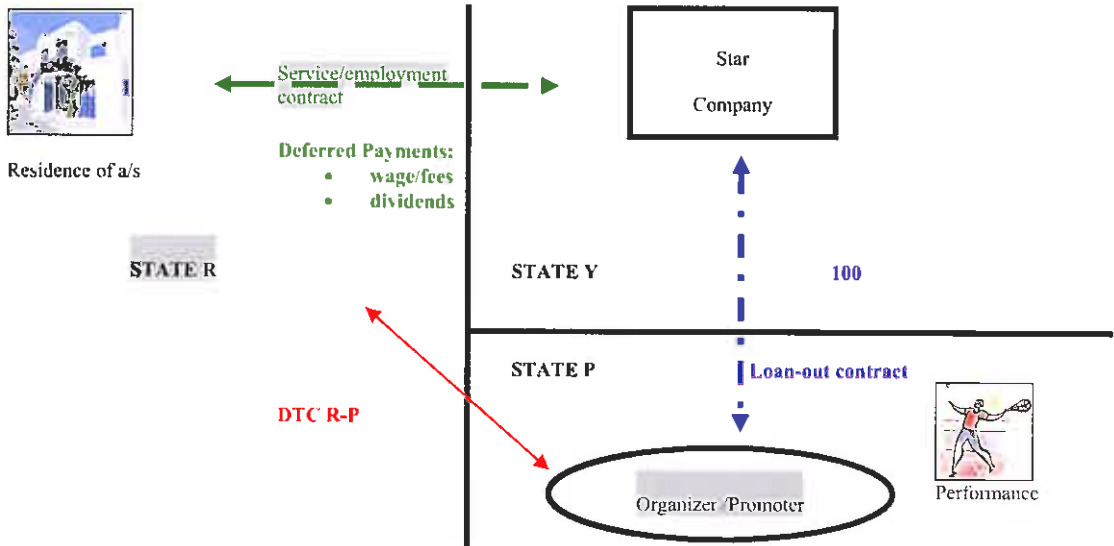 Service/employment
contract
Star
Company
Residence of a/s
Deferred Payments:
• wage/fees
• dividends
STATE R
STATE Y
100
STATE P
Loan-out contract
DTC R-P
Organizer /Promoter
Performance